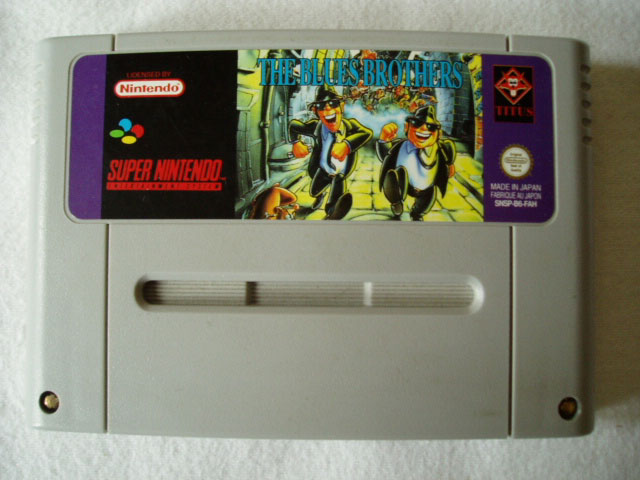 LICENSED BY
Nintendo
SUPER NINTENDO
ENTERTAINMENT SYSTEM
THE BLUES BROTHERS
TITUS
MADE IN JAPAN
FABRIQUE AU JAPON
SNSP-B6-FAH